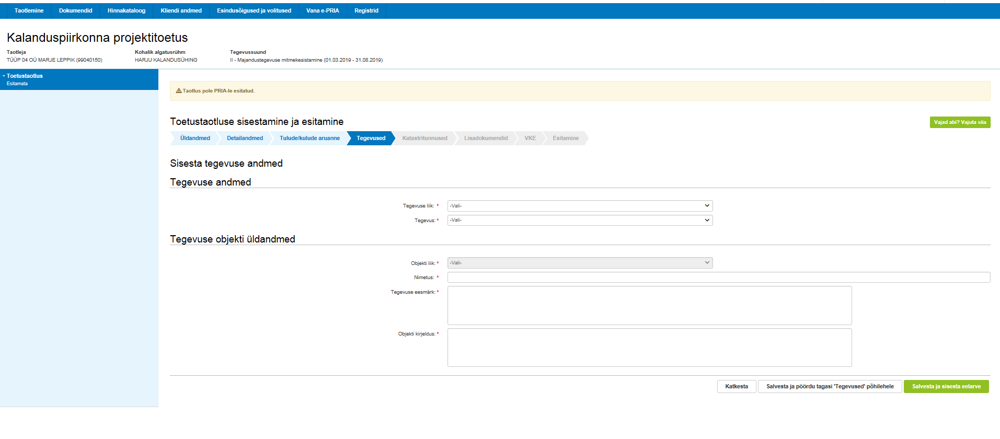 Taotlemine Dokumendid Hinnakataloog Kliendi andmed Esindusõigused ja volitused Vana e-PRIA Registrid
Kalanduspiirkonna projektitoetus
Taotleja Kohalik algatusrühm Tegevussuund
TÜÜP 04 OÜ MARJE LEPPIK (99040150) HARJU KALANDUSÜHING II - Majandustegevuse mitmekesistamine (01.03.2019 - 31.08.2019)
Toetustaotlus
Esitamata
Taotlus pole PRIA-le esitatud.
Toetustaotluse sisestamine ja esitamine
Vajad abi? Vajuta siia
Üldandmed Detailandmed Tulude/kulude aruanne Tegevused Katastritunnused Lisadokumendid VKE Esitamine
Sisesta tegevuse andmed
Tegevuse andmed
Tegevuse liik: * -Vali-
Tegevus: * -Vali-
Tegevuse objekti üldandmed
Objekti liik: * -Vali-
Nimetus: *
Tegevuse eesmärk: *
Objekti kirjeldus: *
Katkesta Salvesta ja pöördu tagasi 'Tegevused' põhilehele Salvesta ja sisesta eelarve